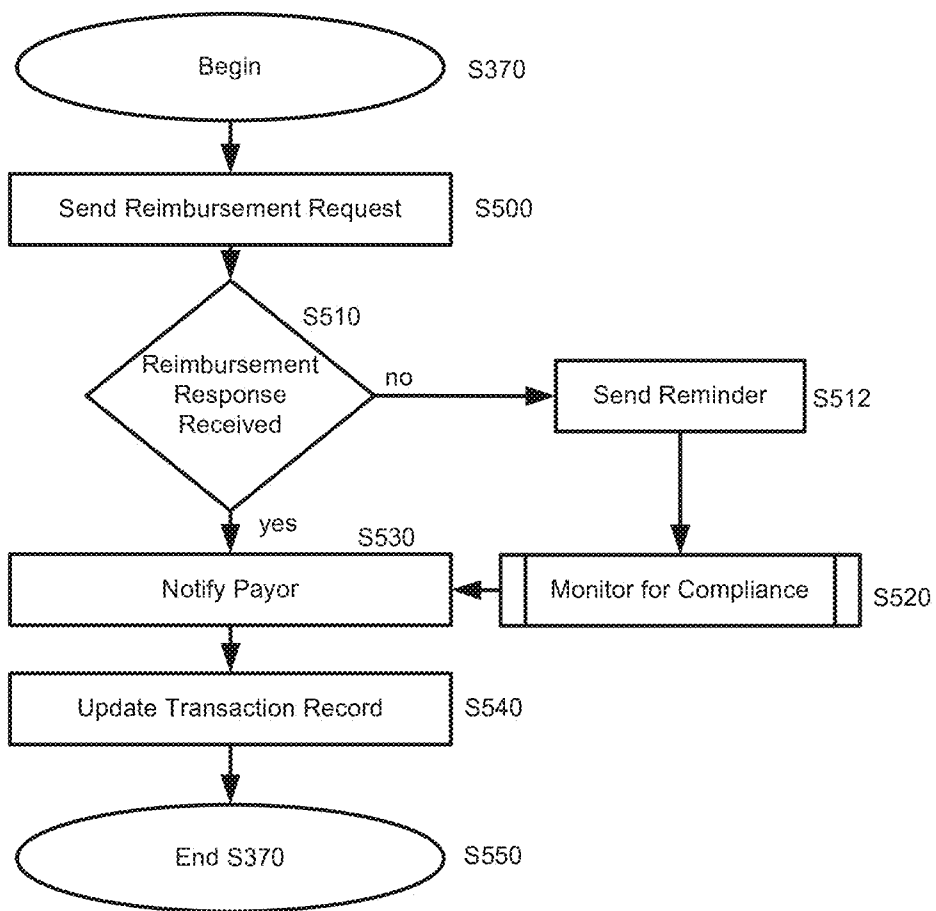 Begin
S370
Send Reimbursement Request
S500
S510
Reimbursement
Response
Received
no
Send Reminder
S512
yes
S530
Notify Payor
Monitor for Compliance
S520
Update Transaction Record
S540
End S370
S550